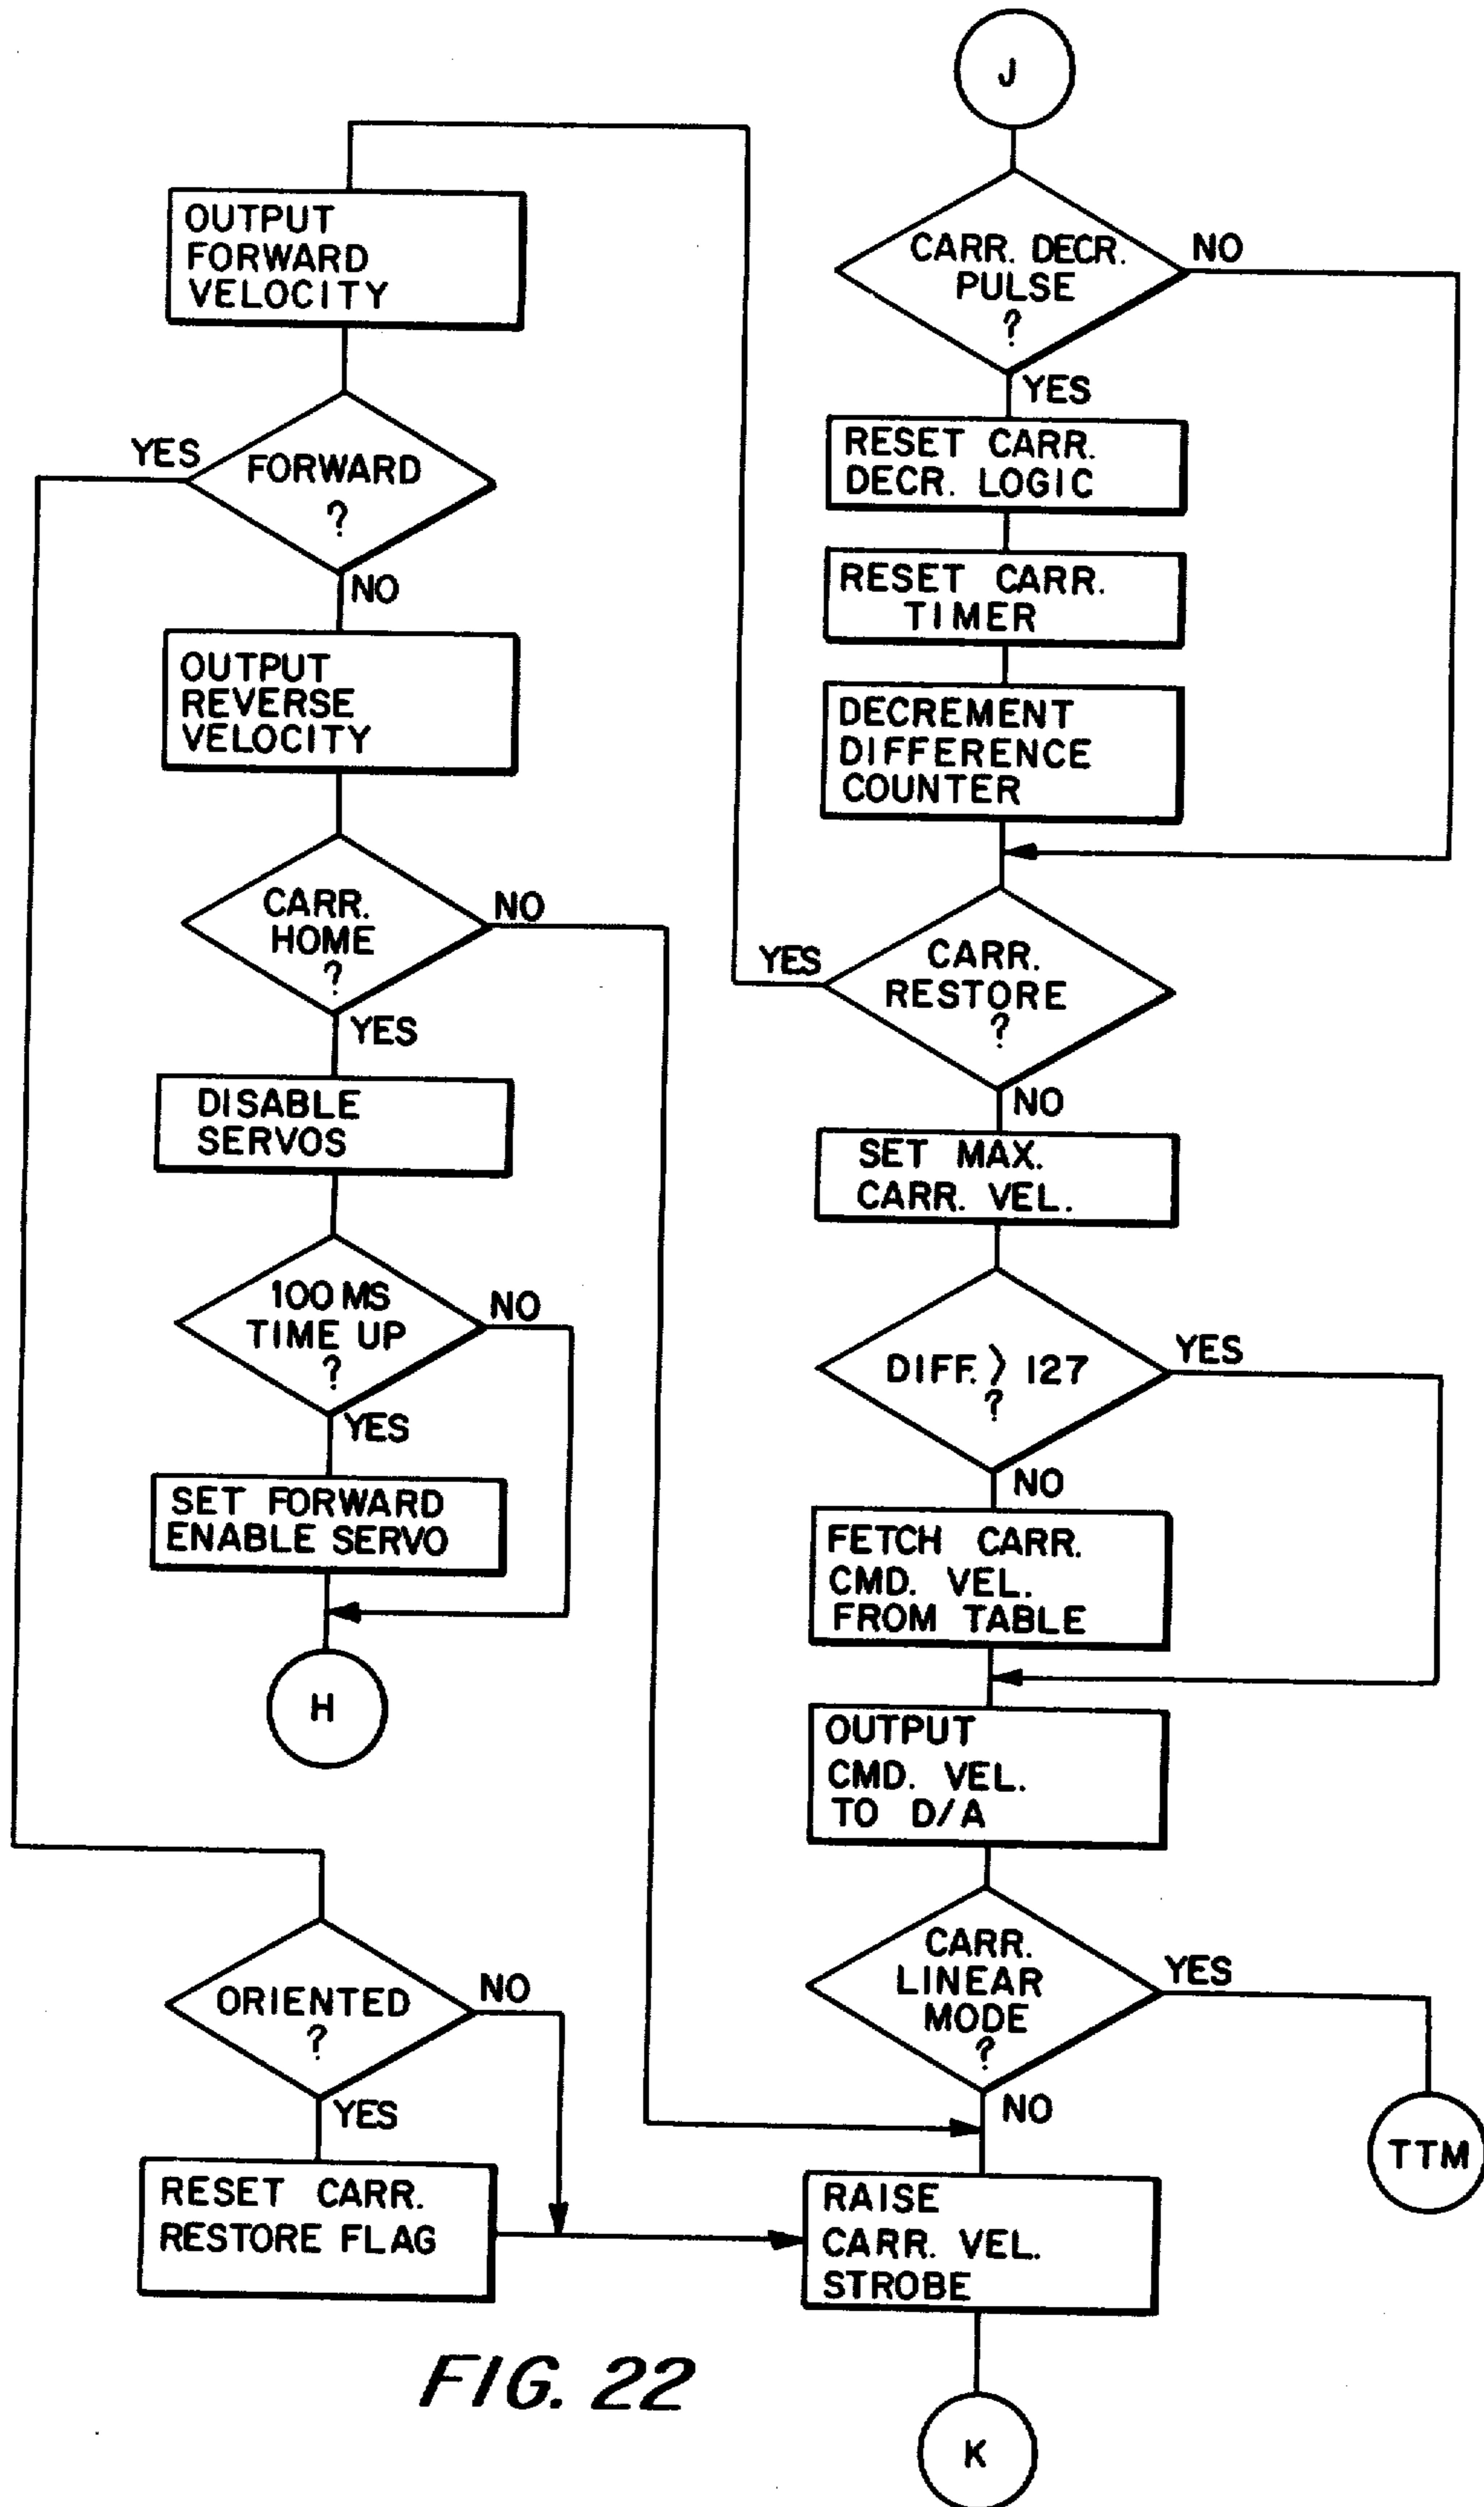 J
CARR. DECR.
PULSE
?
NO
YES
RESET CARR.
DECR. LOGIC
RESET CARR.
TIMER
DECREMENT
DIFFERENCE
COUNTER
CARR.
RESTORE
?
YES
NO
SET MAX.
CARR. VEL.
DIFF. > 127
?
YES
NO
FETCH CARR.
CMD. VEL.
FROM TABLE
OUTPUT
CMD. VEL.
TO D/A
CARR.
LINEAR
MODE
?
YES
NO
TTM
RAISE
CARR. VEL.
STROBE
K
OUTPUT
FORWARD
VELOCITY
YES
FORWARD
?
NO
OUTPUT
REVERSE
VELOCITY
CARR.
HOME
?
NO
YES
DISABLE
SERVOS
100 MS
TIME UP
?
NO
YES
SET FORWARD
ENABLE SERVO
H
ORIENTED
?
NO
YES
RESET CARR.
RESTORE FLAG
FIG. 22